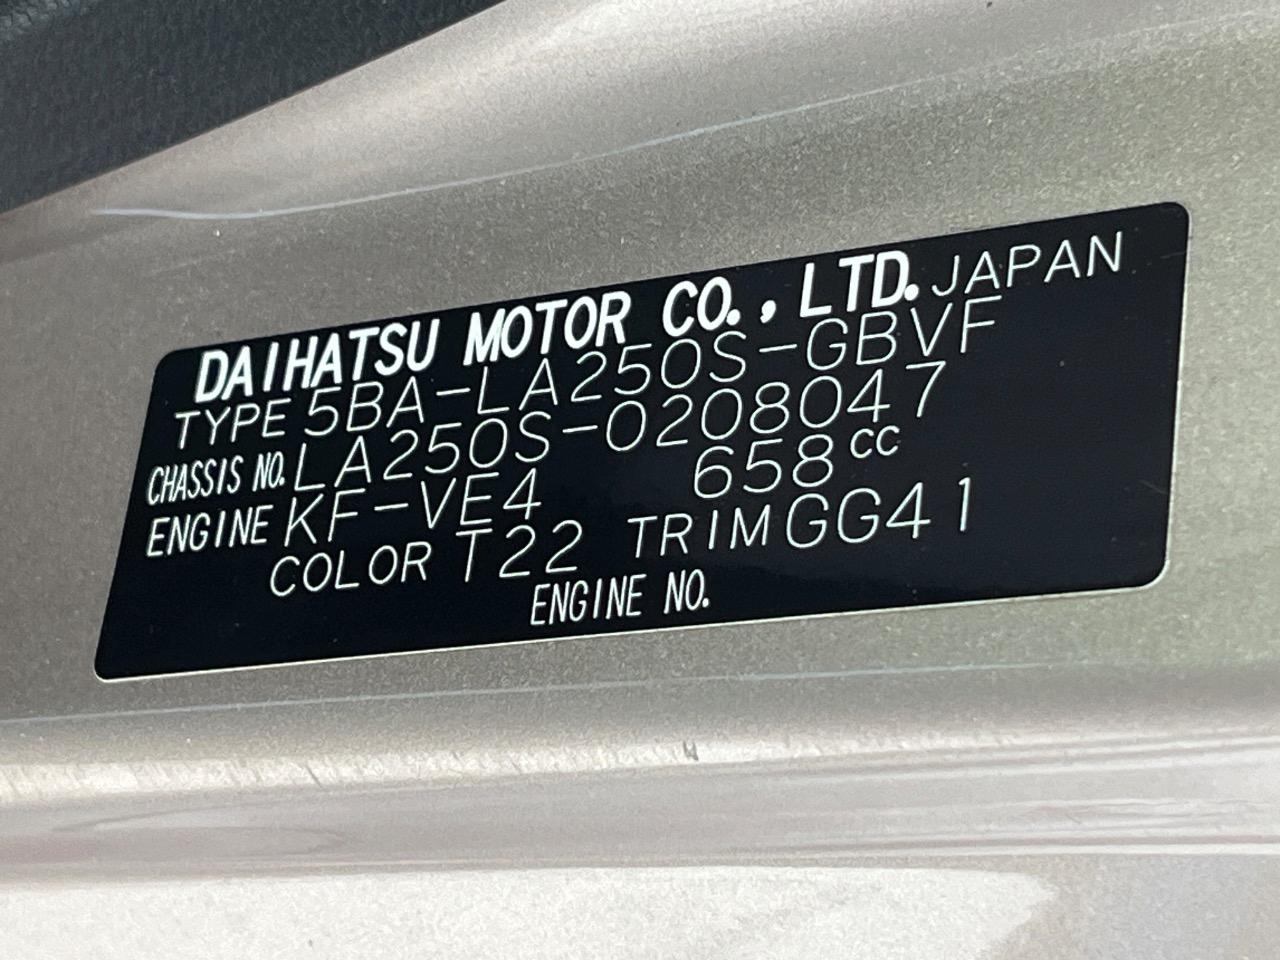 DAIHATSU MOTOR CO., LTD. JAPAN
TYPE 5BA-LA250S-GBVF
CHASSIS NO. LA250S-0208047
ENGINE KF-VE4 658cc
COLOR T22 TRIM GG41
ENGINE NO.